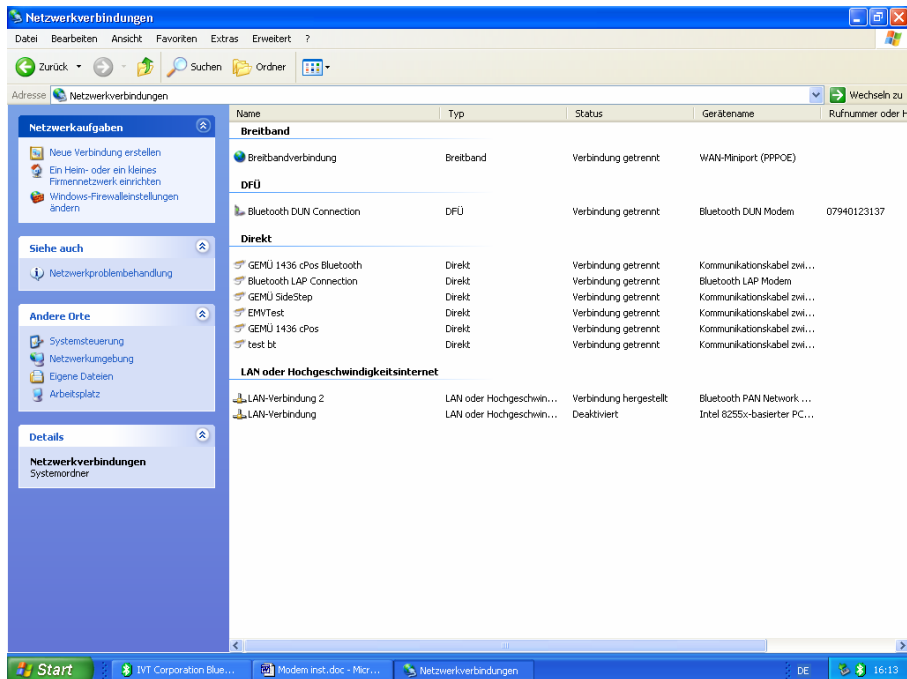 Netzwerkverbindungen
Datei Bearbeiten Ansicht Favoriten Extras Erweitert ?
Zurück Suchen Ordner
Adresse Netzwerkverbindungen Wechseln zu
Netzwerkaufgaben
Neue Verbindung erstellen
Ein Heim- oder ein kleines
Firmennetzwerk einrichten
Windows-Firewalleinstellungen
ändern
Siehe auch
Netzwerkproblembehandlung
Andere Orte
Systemsteuerung
Netzwerkumgebung
Eigene Dateien
Arbeitsplatz
Details
Netzwerkverbindungen
Systemordner
Name Typ Status Gerätename Rufnummer oder H
Breitband
Breitbandverbindung Breitband Verbindung getrennt WAN-Miniport (PPPOE)
DFÜ
Bluetooth DUN Connection DFÜ Verbindung getrennt Bluetooth DUN Modem 07940123137
Direkt
GEMÜ 1436 cPos Bluetooth Direkt Verbindung getrennt Kommunikationskabel zwi...
Bluetooth LAP Connection Direkt Verbindung getrennt Bluetooth LAP Modem
GEMÜ SideStep Direkt Verbindung getrennt Kommunikationskabel zwi...
EMVTest Direkt Verbindung getrennt Kommunikationskabel zwi...
GEMÜ 1436 cPos Direkt Verbindung getrennt Kommunikationskabel zwi...
test bt Direkt Verbindung getrennt Kommunikationskabel zwi...
LAN oder Hochgeschwindigkeitsinternet
LAN-Verbindung 2 LAN oder Hochgeschwin... Verbindung hergestellt Bluetooth PAN Network ...
LAN-Verbindung LAN oder Hochgeschwin... Deaktiviert Intel 8255x-basierter PC...
Start IVT Corporation Blue... Modem inst.doc - Micr... Netzwerkverbindungen DE 16:13